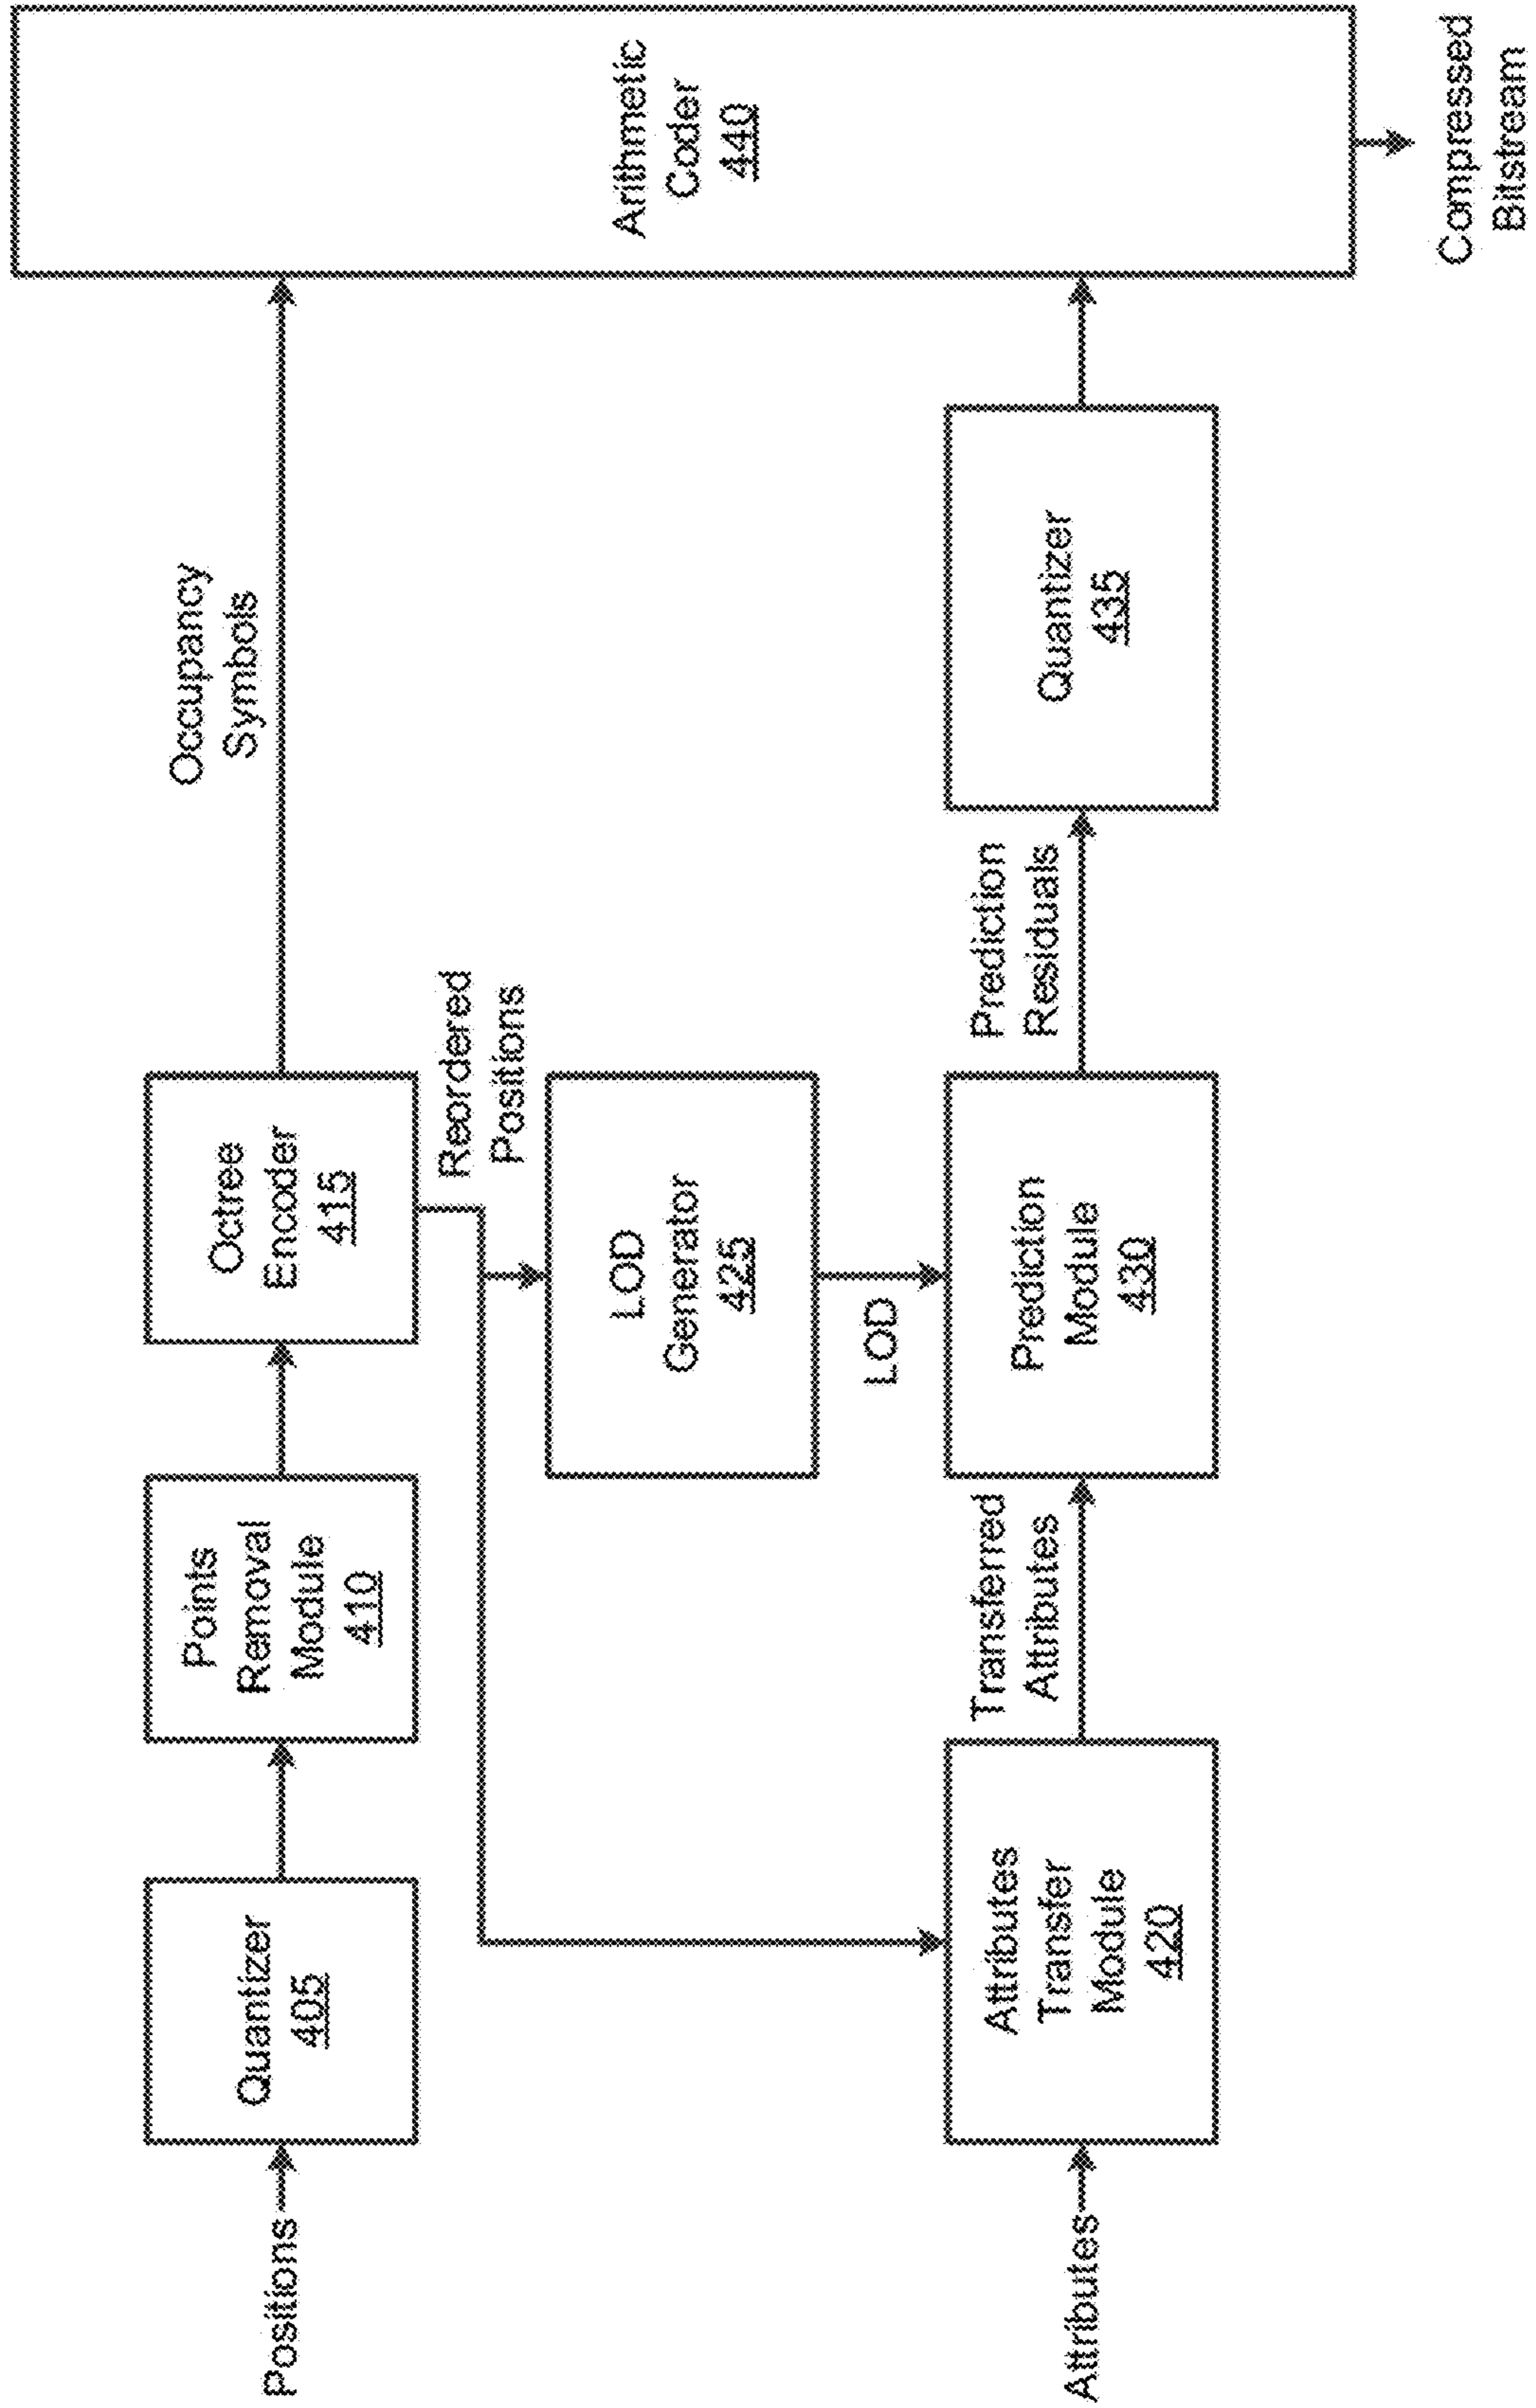 Positions
Quantizer
405
Points
Removal
Module
410
Octree
Encoder
415
Occupancy
Symbols
Reordered
Positions
LOD
Generator
425
LOD
Arithmetic
Coder
440
Attributes
Attributes
Transfer
Module
420
Transferred
Attributes
Prediction
Module
430
Prediction
Residuals
Quantizer
435
Compressed
Bitstream